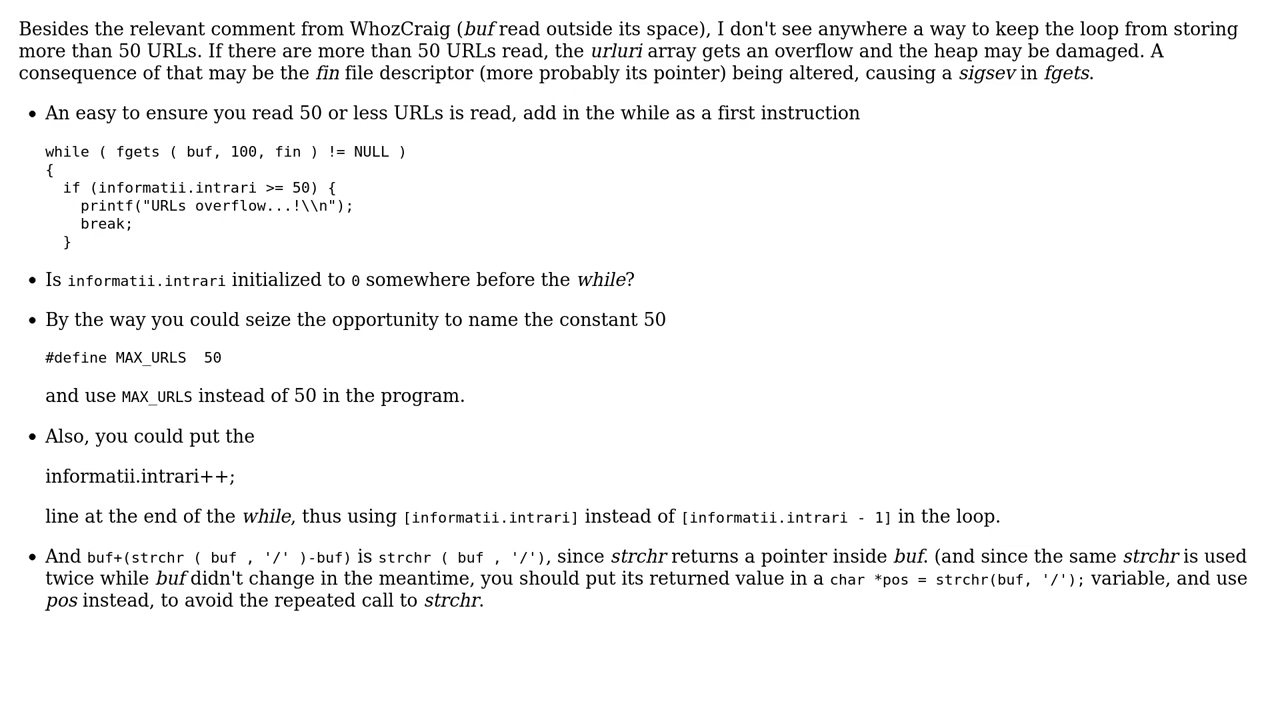 Besides the relevant comment from WhozCraig (buf read outside its space), I don't see anywhere a way to keep the loop from storing
more than 50 URLs. If there are more than 50 URLs read, the urluri array gets an overflow and the heap may be damaged. A
consequence of that may be the fin file descriptor (more probably its pointer) being altered, causing a sigsev in fgets.
• An easy to ensure you read 50 or less URLs is read, add in the while as a first instruction
while ( fgets ( buf, 100, fin ) != NULL )
{
  if (informatii.intrari >= 50) {
    printf("URLs overflow...!\\n");
    break;
  }
• Is informatii.intrari initialized to 0 somewhere before the while?
• By the way you could seize the opportunity to name the constant 50
#define MAX_URLS  50
and use MAX_URLS instead of 50 in the program.
• Also, you could put the
informatii.intrari++;
line at the end of the while, thus using [informatii.intrari] instead of [informatii.intrari - 1] in the loop.
• And buf+(strchr ( buf , '/' )-buf) is strchr ( buf , '/'), since strchr returns a pointer inside buf. (and since the same strchr is used
twice while buf didn't change in the meantime, you should put its returned value in a char *pos = strchr(buf, '/'); variable, and use
pos instead, to avoid the repeated call to strchr.